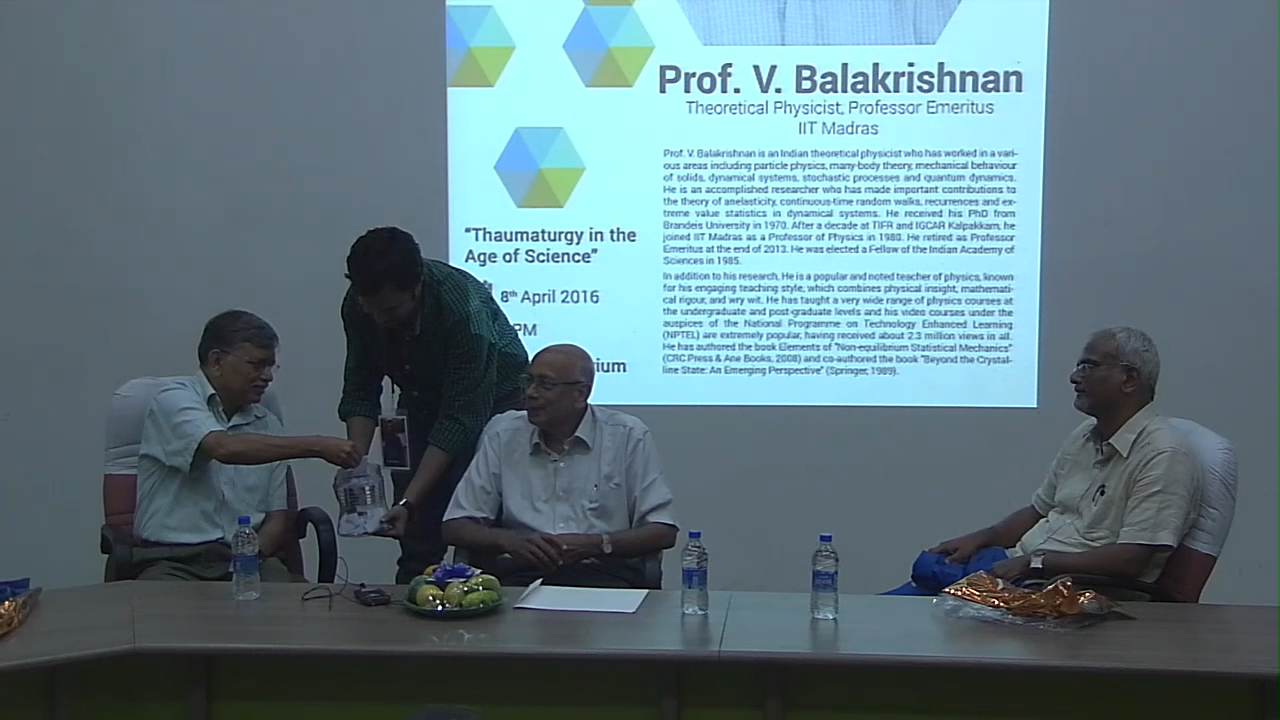 Prof. V. Balakrishnan
Theoretical Physicist, Professor Emeritus
IIT Madras
Prof. V. Balakrishnan is an Indian theoretical physicist who has worked in a vari-
ous areas including particle physics, many-body theory, mechanical behaviour
of solids, dynamical systems, stochastic processes and quantum dynamics.
He is an accomplished researcher who has made important contributions to
the theory of anelasticity, continuous-time random walks, recurrences and ex-
treme value statistics in dynamical systems. He received his PhD from
Brandeis University in 1970. After a decade at TIFR and IGCAR Kalpakkam, he
joined IIT Madras as a Professor of Physics in 1980. He retired as Professor
Emeritus at the end of 2013. He was elected a Fellow of the Indian Academy of
Sciences in 1985.
In addition to his research, He is a popular and noted teacher of physics, known
for his engaging teaching style, which combines physical insight, mathemati-
cal rigour, and wry wit. He has taught a very wide range of physics courses at
the undergraduate and post-graduate levels and his video courses under the
auspices of the National Programme on Technology Enhanced Learning
(NPTEL) are extremely popular, having received about 2.3 million views in all.
He has authored the book Elements of "Non-equilibrium Statistical Mechanics"
(CRC Press & Ane Books, 2008) and co-authored the book "Beyond the Crystal-
line State: An Emerging Perspective" (Springer, 1989).
“Thaumaturgy in the
Age of Science”
8th April 2016
PM
ium